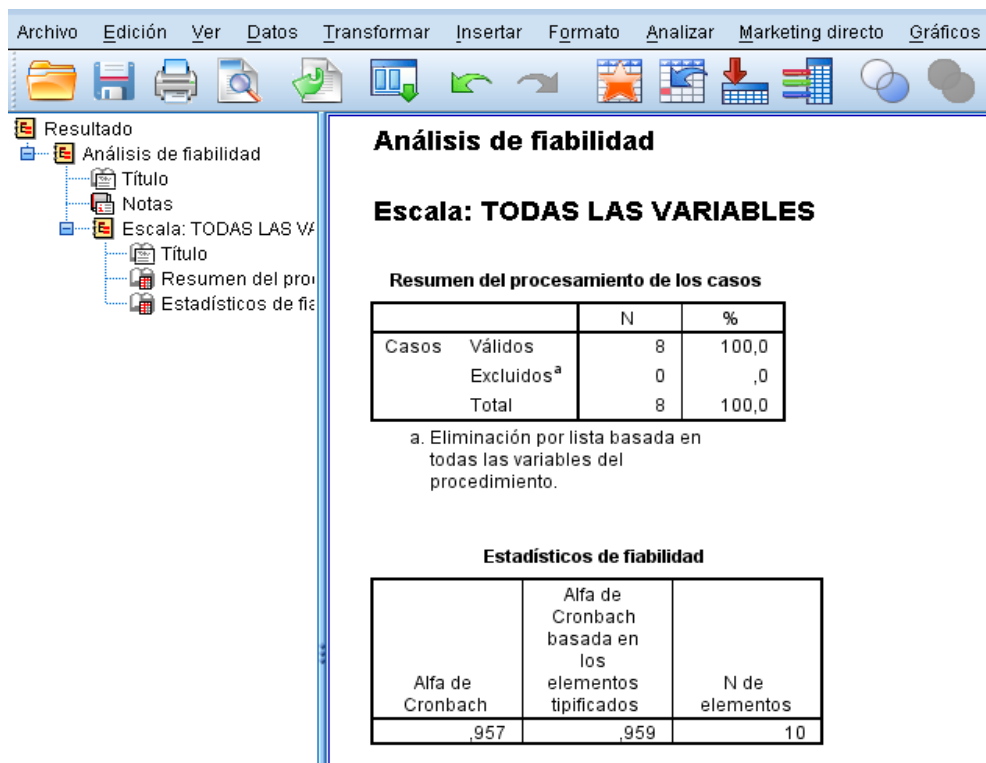 Archivo Edición Ver Datos Transformar Insertar Formato Analizar Marketing directo Gráficos
Resultado
Análisis de fiabilidad
Título
Notas
Escala: TODAS LAS VA
Título
Resumen del pro
Estadísticos de fia
Análisis de fiabilidad
Escala: TODAS LAS VARIABLES
Resumen del procesamiento de los casos
N %
Casos Válidos 8 100,0
Excluidosa 0 ,0
Total 8 100,0
a. Eliminación por lista basada en
todas las variables del
procedimiento.
Estadísticos de fiabilidad
Alfa de
Cronbach
Alfa de
Cronbach
basada en
los
elementos
tipificados
N de
elementos
,957 ,959 10